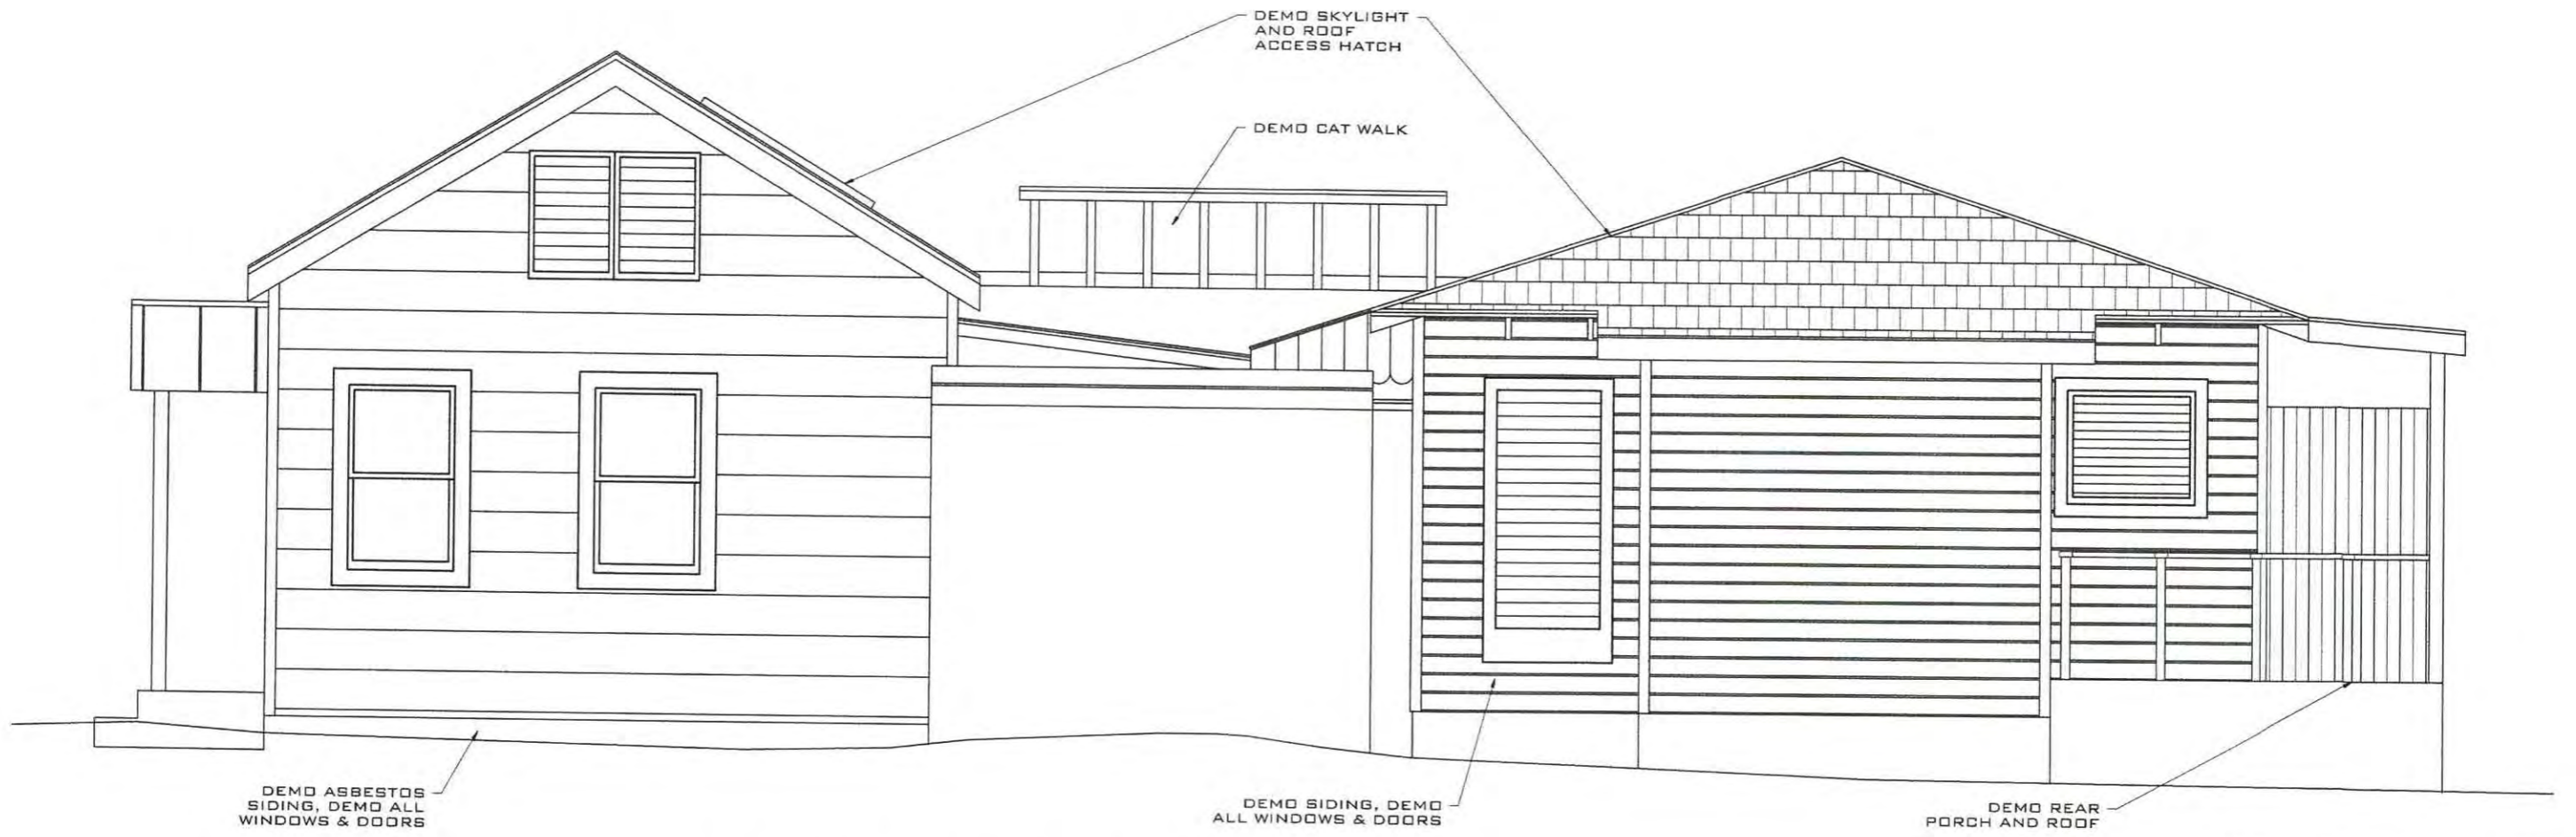 DEMO SKYLIGHT
AND ROOF
ACCESS HATCH
DEMO CAT WALK
DEMO ASBESTOS
SIDING, DEMO ALL
WINDOWS & DOORS
DEMO SIDING, DEMO
ALL WINDOWS & DOORS
DEMO REAR
PORCH AND ROOF